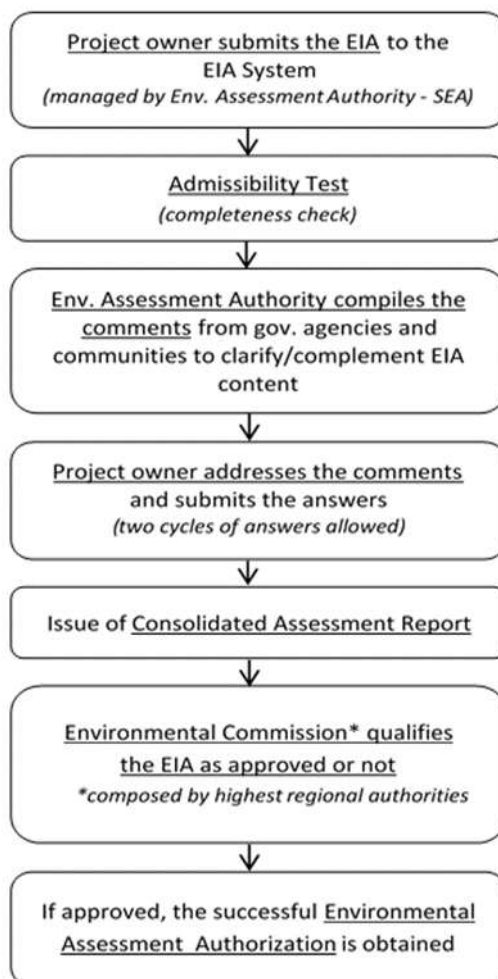 Project owner submits the EIA to the
EIA System
(managed by Env. Assessment Authority - SEA)
Admissibility Test
(completeness check)
Env. Assessment Authority compiles the
comments from gov. agencies and
communities to clarify/complement EIA
content
Project owner addresses the comments
and submits the answers
(two cycles of answers allowed)
Issue of Consolidated Assessment Report
Environmental Commission* qualifies
the EIA as approved or not
*composed by highest regional authorities
If approved, the successful Environmental
Assessment Authorization is obtained